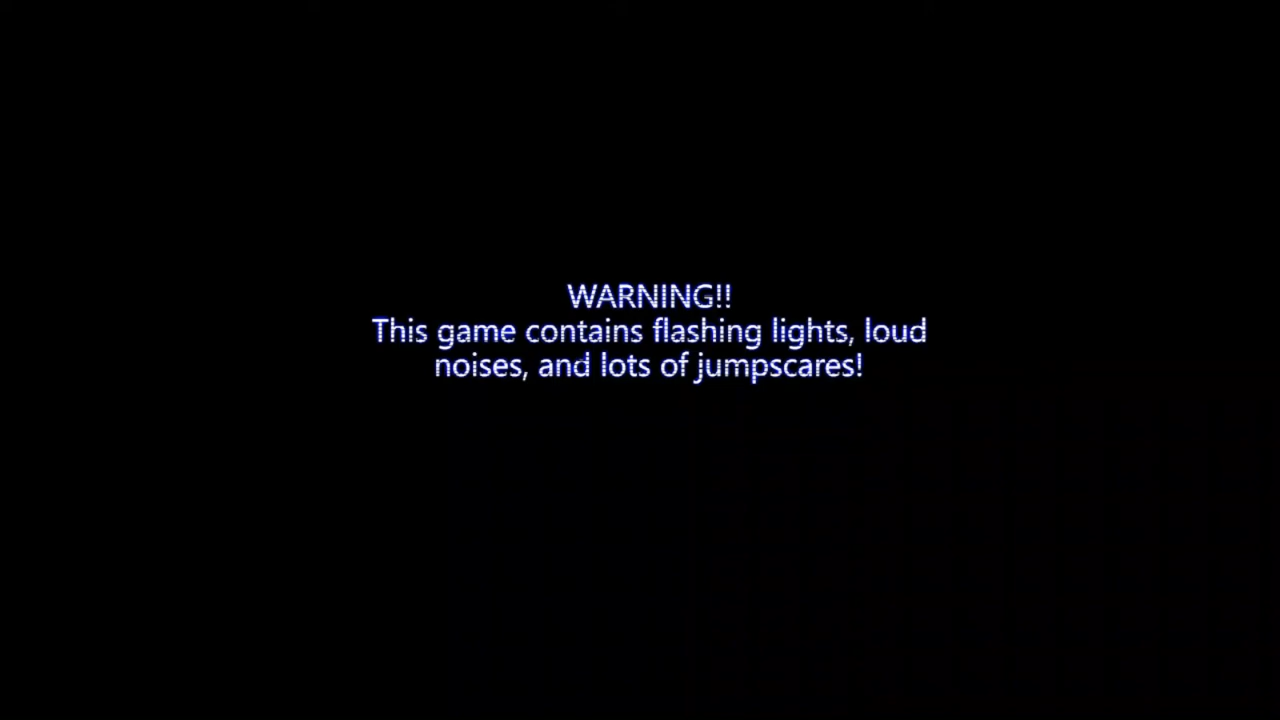 WARNING!!
This game contains flashing lights, loud
noises, and lots of jumpscares!